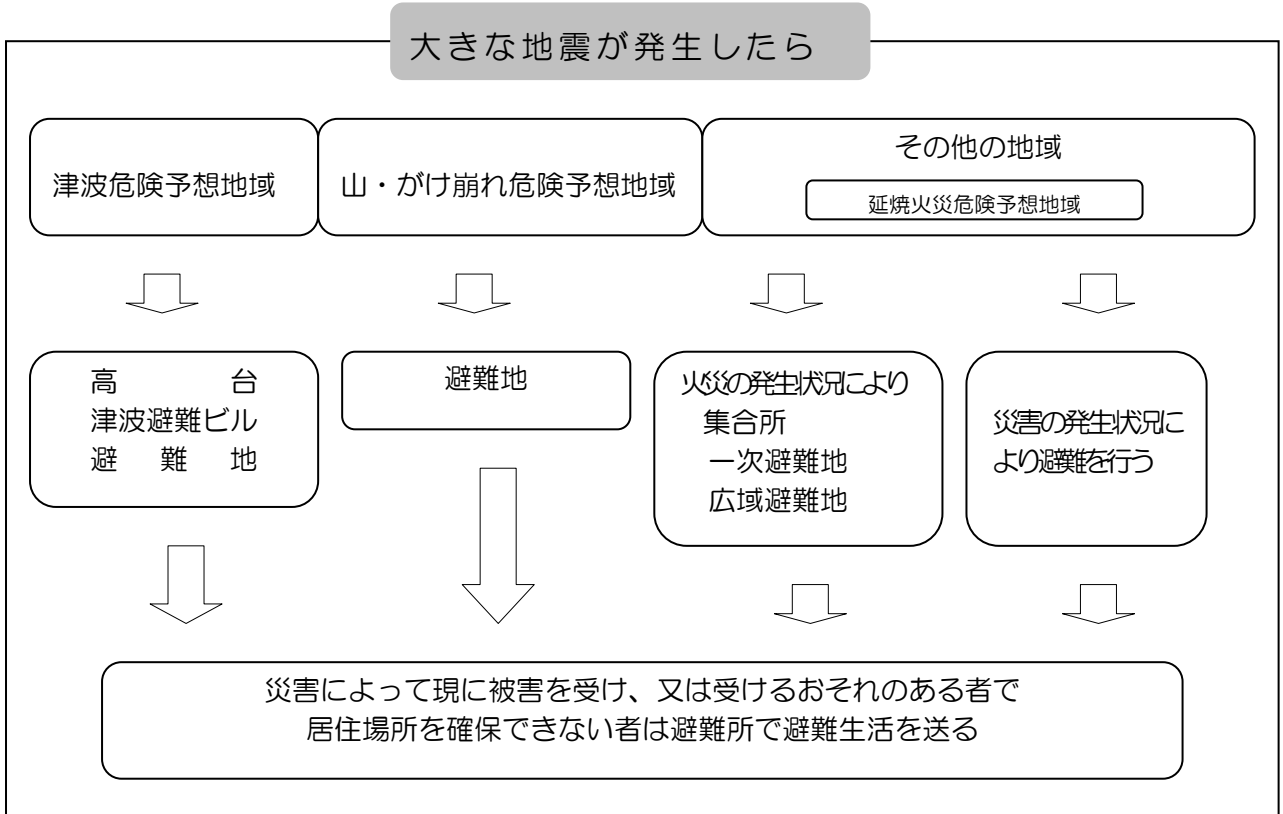 大きな地震が発生したら
津波危険予想地域
山・がけ崩れ危険予想地域
その他の地域
延焼火災危険予想地域
高台
津波避難ビル
避難地
避難地
火災の発生状況により
集合所
一次避難地
広域避難地
災害の発生状況に
より避難を行う
災害によって現に被害を受け、又は受けるおそれのある者で
居住場所を確保できない者は避難所で避難生活を送る